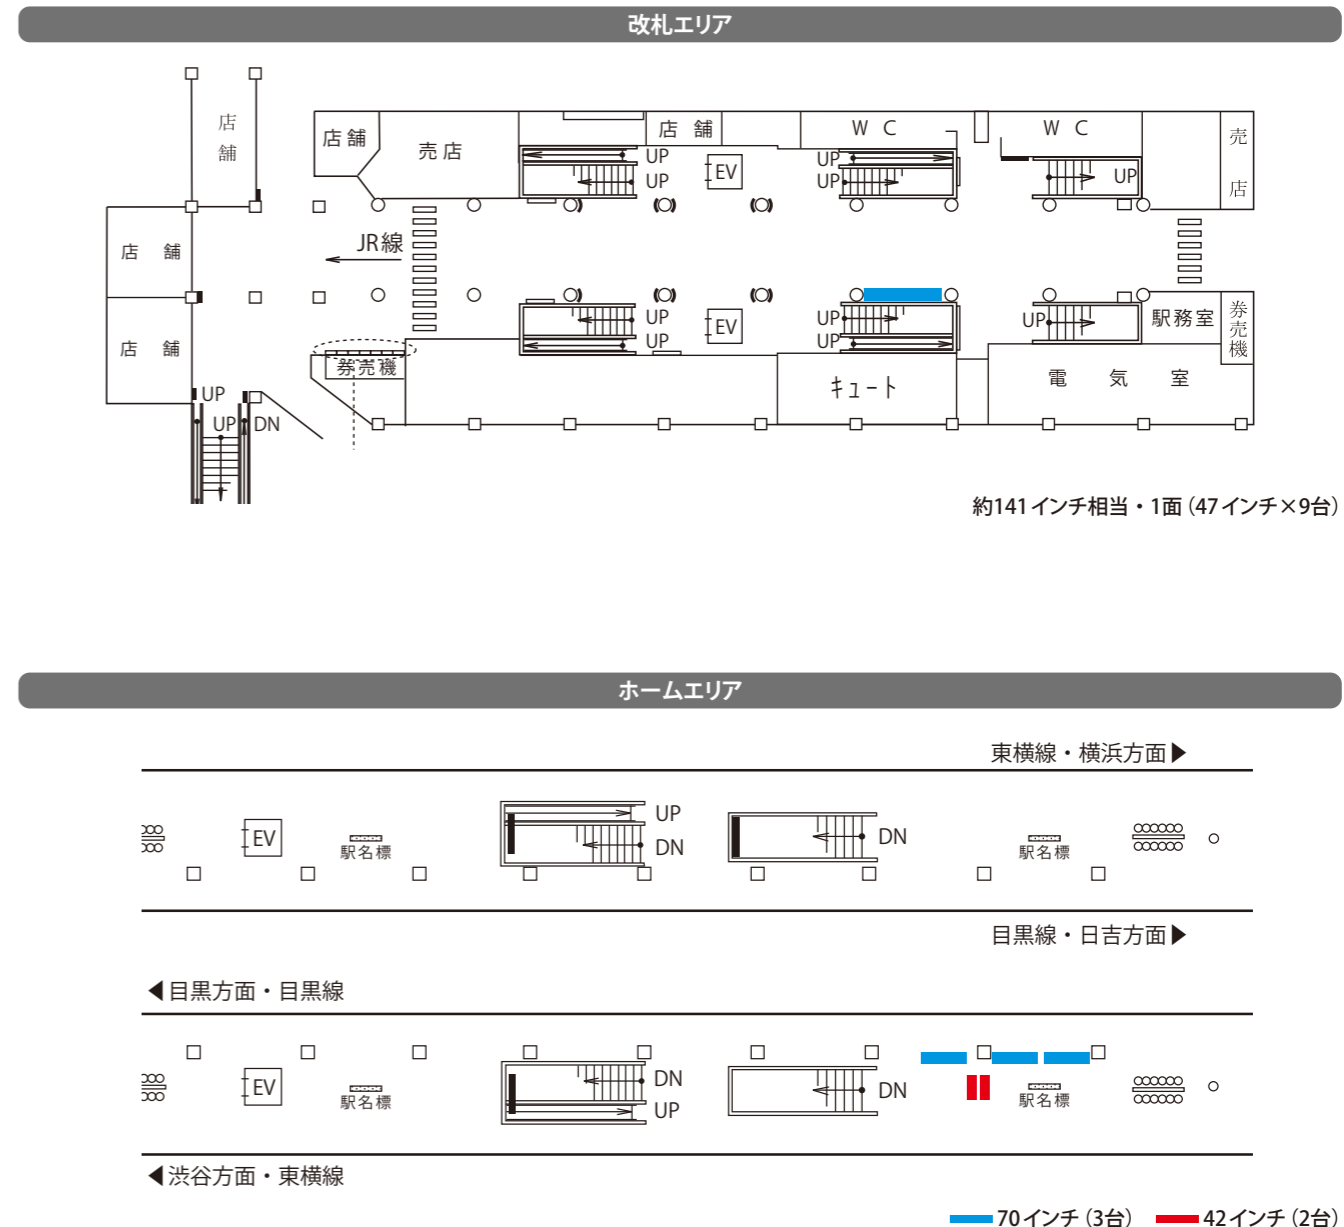 改札エリア
店舗
店舗
売店
店 舗
W C
W C
売店
UP
UP
EV
UP
UP
UP
JR線
店 舗
店 舗
UP
UP
EV
UP
UP
UP
駅務室
券売機
券売機
キュート
電 気 室
UP
UP
DN
約141インチ相当・1面（47インチ×9台）
ホームエリア
東横線・横浜方面▶
EV
駅名標
UP
DN
DN
駅名標
目黒線・日吉方面▶
◀目黒方面・目黒線
EV
駅名標
DN
UP
DN
駅名標
◀渋谷方面・東横線
70インチ（3台）
42インチ（2台）